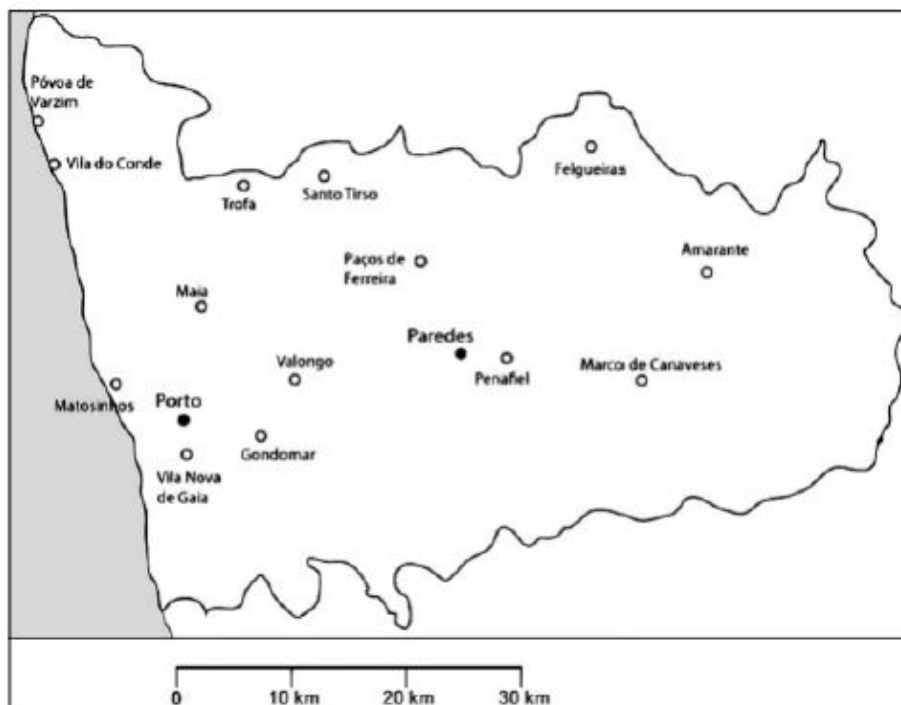 Póvoa de
Varzim
Vila do Conde
Trofa
Santo Tirso
Felgueiras
Amarante
Paços de
Ferreira
Maia
Paredes
Penafiel
Marco de Canaveses
Valongo
Matosinhos
Porto
Gondomar
Vila Nova
de Gaia
0
10 km
20 km
30 km